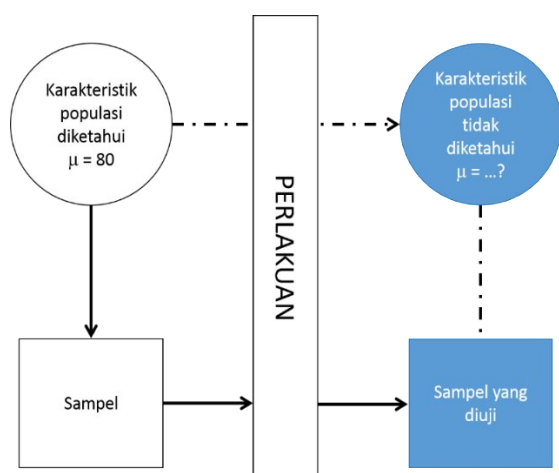 Karakteristik
populasi
diketahui
μ = 80
PERLAKUAN
Karakteristik
populasi
tidak
diketahui
μ = ...?
Sampel
Sampel yang
diuji